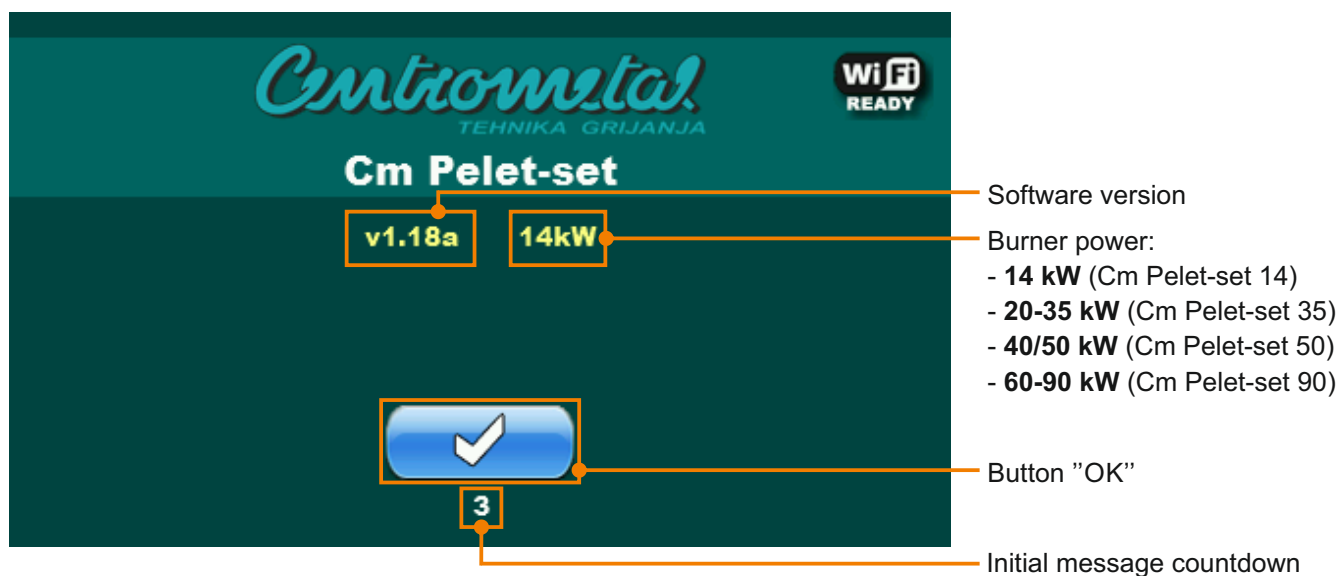 Centrometal
TEHNIKA GRIJANJA
WiFi
READY
Cm Pelet-set
v1.18a 14kW
3
Software version
Burner power:
- 14 kW (Cm Pelet-set 14)
- 20-35 kW (Cm Pelet-set 35)
- 40/50 kW (Cm Pelet-set 50)
- 60-90 kW (Cm Pelet-set 90)
Button ’’OK’’
Initial message countdown